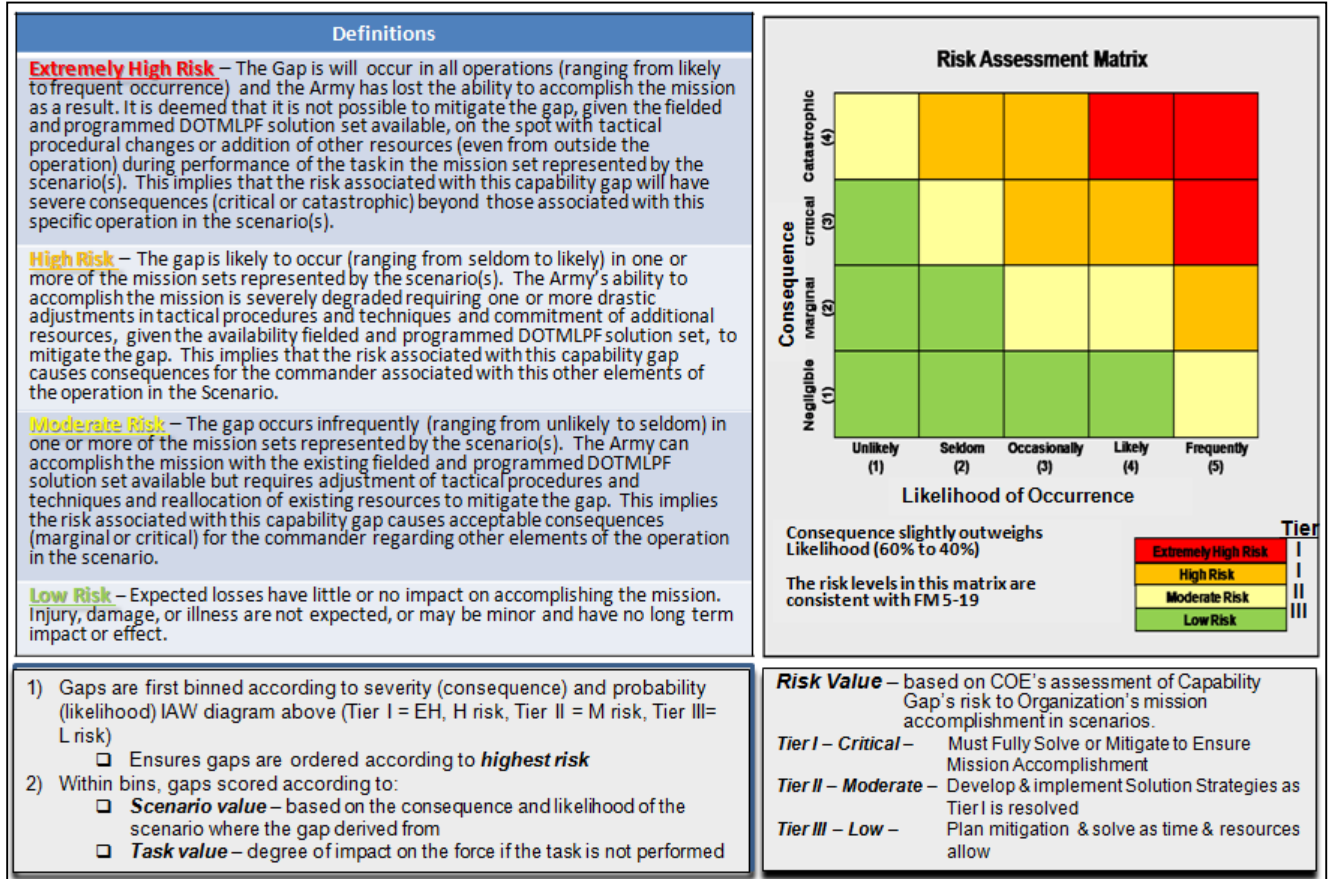 Definitions
Extremely High Risk – The Gap is will occur in all operations (ranging from likely
to frequent occurrence) and the Army has lost the ability to accomplish the mission
as a result. It is deemed that it is not possible to mitigate the gap, given the fielded
and programmed DOTMLPF solution set available, on the spot with tactical
procedural changes or addition of other resources (even from outside the
operation) during performance of the task in the mission set represented by the
scenario(s). This implies that the risk associated with this capability gap will have
severe consequences (critical or catastrophic) beyond those associated with this
specific operation in the scenario(s).
High Risk – The gap is likely to occur (ranging from seldom to likely) in one or
more of the mission sets represented by the scenario(s). The Army's ability to
accomplish the mission is severely degraded requiring one or more drastic
adjustments in tactical procedures and techniques and commitment of additional
resources, given the availability fielded and programmed DOTMLPF solution set, to
mitigate the gap. This implies that the risk associated with this capability gap
causes consequences for the commander associated with this other elements of
the operation in the Scenario.
Moderate Risk – The gap occurs infrequently (ranging from unlikely to seldom) in
one or more of the mission sets represented by the scenario(s). The Army can
accomplish the mission with the existing fielded and programmed DOTMLPF
solution set available but requires adjustment of tactical procedures and
techniques and reallocation of existing resources to mitigate the gap. This implies
the risk associated with this capability gap causes acceptable consequences
(marginal or critical) for the commander regarding other elements of the operation
in the scenario.
Low Risk – Expected losses have little or no impact on accomplishing the mission.
Injury, damage, or illness are not expected, or may be minor and have no long term
impact or effect.
Risk Assessment Matrix
Consequence
Catastrophic
(4)
Critical
(3)
Marginal
(2)
Negligible
(1)
Unlikely
(1)
Seldom
(2)
Occasionally
(3)
Likely
(4)
Frequently
(5)
Likelihood of Occurrence
Consequence slightly outweighs
Likelihood (60% to 40%)
The risk levels in this matrix are
consistent with FM 5-19
Tier
Extremely High Risk I
High Risk I
Moderate Risk II
Low Risk III
1) Gaps are first binned according to severity (consequence) and probability
(likelihood) IAW diagram above (Tier I = EH, H risk, Tier II = M risk, Tier III=
L risk)
❑ Ensures gaps are ordered according to highest risk
2) Within bins, gaps scored according to:
❑ Scenario value – based on the consequence and likelihood of the
scenario where the gap derived from
❑ Task value – degree of impact on the force if the task is not performed
Risk Value – based on COE's assessment of Capability
Gap's risk to Organization's mission
accomplishment in scenarios.
Tier I – Critical – Must Fully Solve or Mitigate to Ensure
Mission Accomplishment
Tier II – Moderate – Develop & implement Solution Strategies as
Tier I is resolved
Tier III – Low – Plan mitigation & solve as time & resources
allow